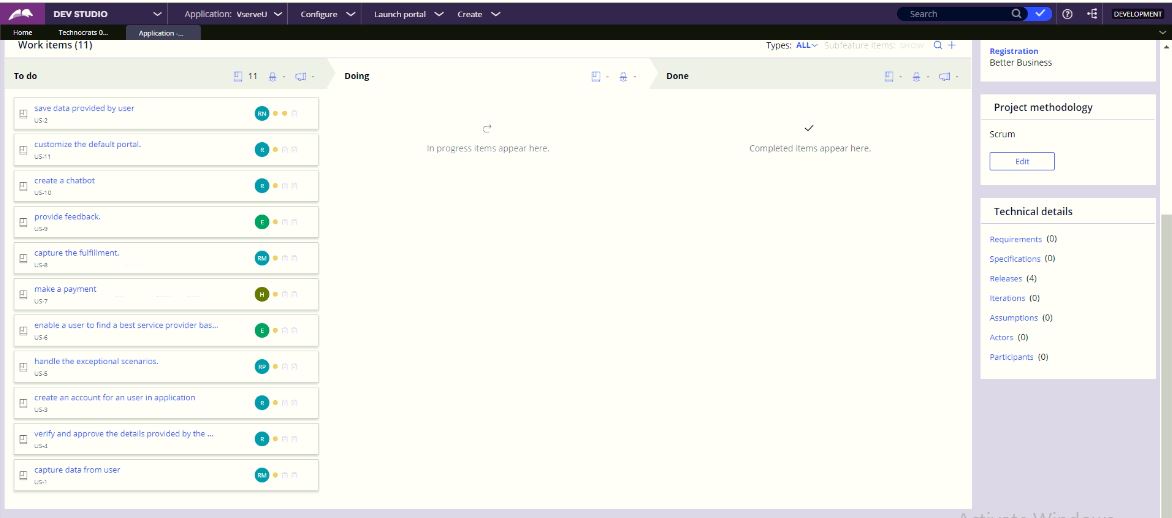 DEV STUDIO
Application: VserveU
Configure
Launch portal
Create
Search
DEVELOPMENT
Home
Technocrats 0...
Application -...
Work items (11)
Types: ALL
Subfeature items: SHOW
To do
11
Doing
Done
save data provided by user
US-2
RN
customize the default portal.
US-11
R
create a chatbot
US-10
R
provide feedback.
US-9
E
capture the fulfillment.
US-8
RM
make a payment
US-7
H
enable a user to find a best service provider bas...
US-6
E
handle the exceptional scenarios.
US-5
RP
create an account for an user in application
US-3
R
verify and approve the details provided by the ...
US-4
R
capture data from user
US-1
RM
In progress items appear here.
Completed items appear here.
Registration
Better Business
Project methodology
Scrum
Edit
Technical details
Requirements (0)
Specifications (0)
Releases (4)
Iterations (0)
Assumptions (0)
Actors (0)
Participants (0)
Activate Windows